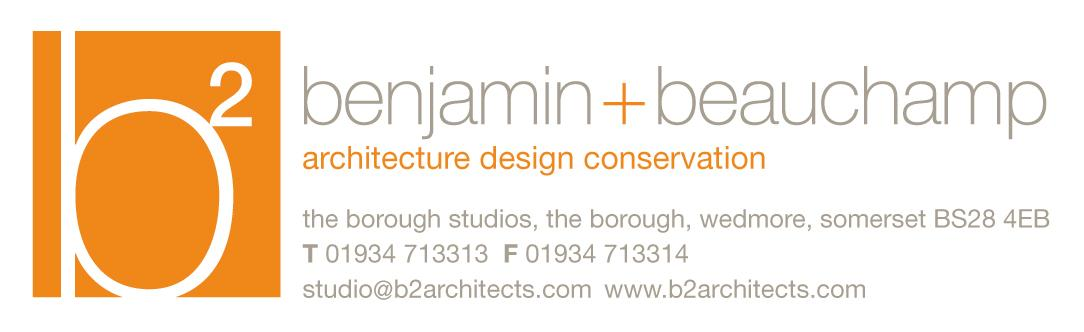 b²
benjamin+beauchamp
architecture design conservation
the borough studios, the borough, wedmore, somerset BS28 4EB
T 01934 713313 F 01934 713314
studio@b2architects.com www.b2architects.com